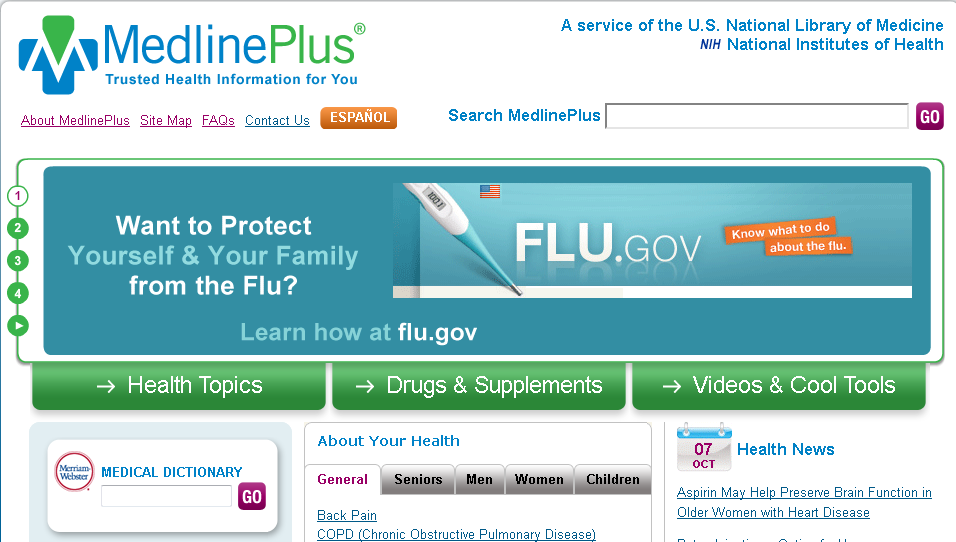 MedlinePlus®
Trusted Health Information for You
A service of the U.S. National Library of Medicine
NIH National Institutes of Health
About MedlinePlus Site Map FAQs Contact Us ESPAÑOL
Search MedlinePlus GO
1
2
3
4
Want to Protect
Yourself & Your Family
from the Flu?
Learn how at flu.gov
100.1
FLU.GOV
Know what to do
about the flu.
→ Health Topics
→ Drugs & Supplements
→ Videos & Cool Tools
Merriam-
Webster
MEDICAL DICTIONARY
GO
About Your Health
General Seniors Men Women Children
Back Pain
COPD (Chronic Obstructive Pulmonary Disease)
07
OCT
Health News
Aspirin May Help Preserve Brain Function in
Older Women with Heart Disease